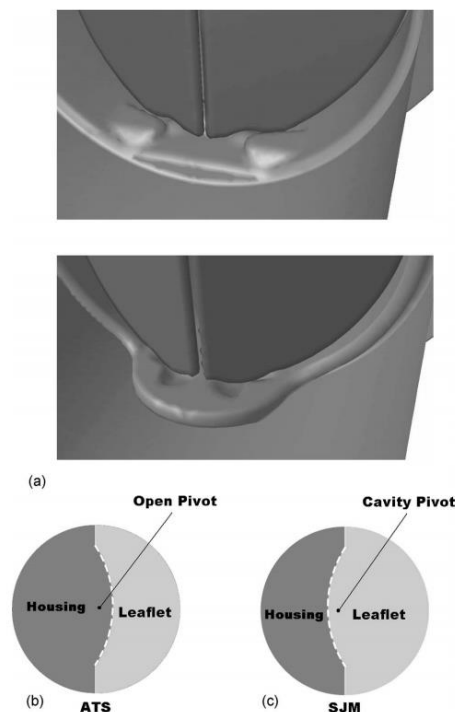 (a)
Open Pivot
Cavity Pivot
Housing
Leaflet
Housing
Leaflet
(b)
ATS
(c)
SJM